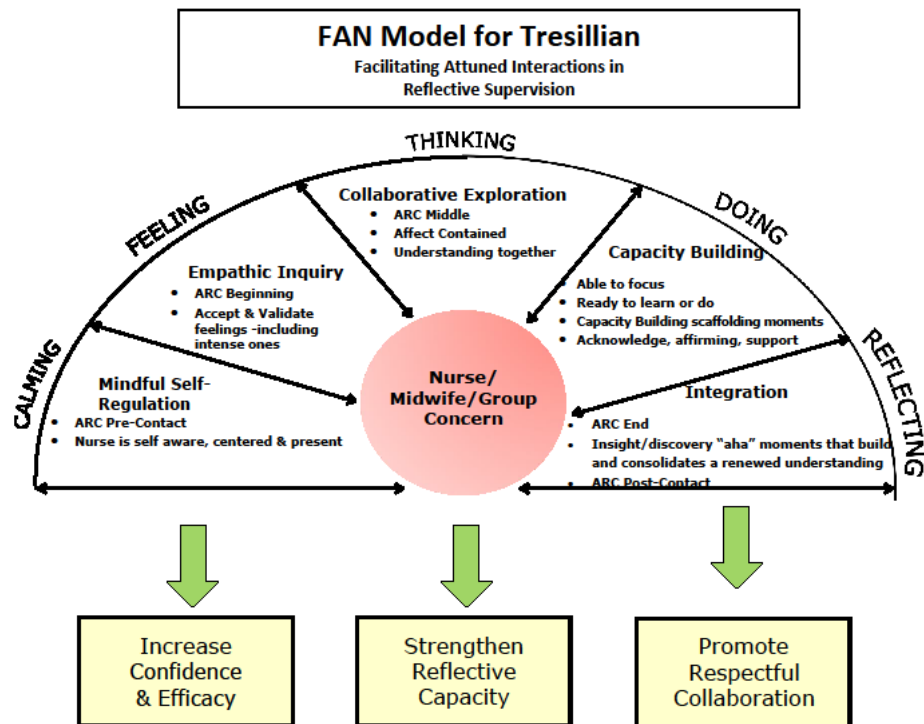 FAN Model for Tresillian
Facilitating Attuned Interactions in
Reflective Supervision
CALMING
FEELING
THINKING
DOING
REFLECTING
Mindful Self-
Regulation
• ARC Pre-Contact
• Nurse is self aware, centered & present
Empathic Inquiry
• ARC Beginning
• Accept & Validate
feelings -including
intense ones
Collaborative Exploration
• ARC Middle
• Affect Contained
• Understanding together
Capacity Building
• Able to focus
• Ready to learn or do
• Capacity Building scaffolding moments
• Acknowledge, affirming, support
Integration
• ARC End
• Insight/discovery “aha” moments that build
and consolidates a renewed understanding
• ARC Post-Contact
Nurse/
Midwife/Group
Concern
Increase
Confidence
& Efficacy
Strengthen
Reflective
Capacity
Promote
Respectful
Collaboration